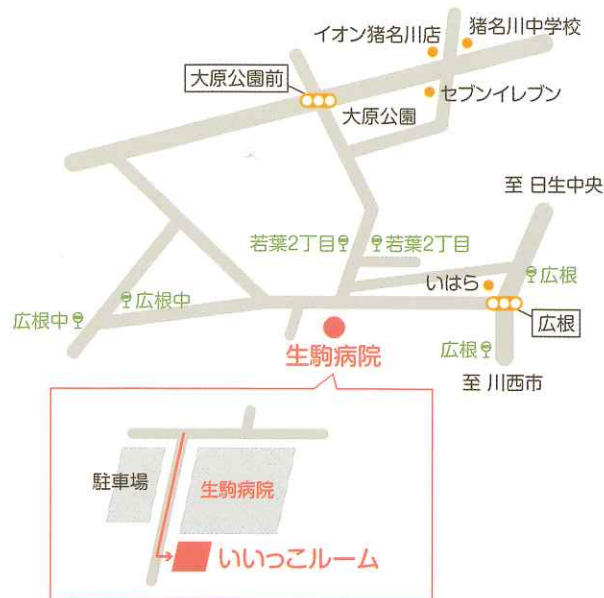 イオン猪名川店
猪名川中学校
大原公園前
セブンイレブン
大原公園
至 日生中央
若葉2丁目
若葉2丁目
いはら
広根
広根中
広根中
広根
広根
生駒病院
至 川西市
駐車場
生駒病院
いいっこルーム